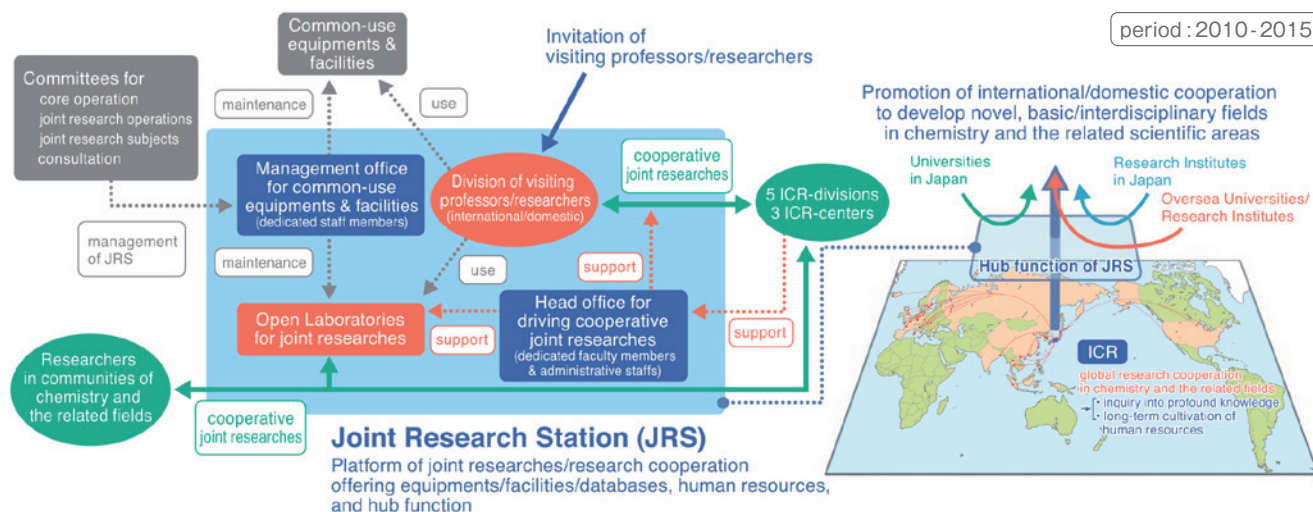 period : 2010-2015
Common-use
equipments &
facilities
Invitation of
visiting professors/researchers
Committees for
core operation
joint research operations
joint research subjects
consultation
maintenance
use
Promotion of international/domestic cooperation
to develop novel, basic/interdisciplinary fields
in chemistry and the related scientific areas
Universities
in Japan
Research Institutes
in Japan
Oversea Universities/
Research Institutes
Management office
for common-use
equipments & facilities
(dedicated staff members)
Division of visiting
professors/researchers
(international/domestic)
cooperative
joint researches
5 ICR-divisions
3 ICR-centers
management
of JRS
maintenance
use
support
Hub function of JRS
Open Laboratories
for joint researches
support
Head office for
driving cooperative
joint researches
(dedicated faculty members
& administrative staffs)
support
Researchers
in communities of
chemistry and
the related fields
cooperative
joint researches
ICR
global research cooperation
in chemistry and the related fields
• inquiry into profound knowledge
• long-term cultivation of
human resources
Joint Research Station (JRS)
Platform of joint researches/research cooperation
offering equipments/facilities/databases, human resources,
and hub function